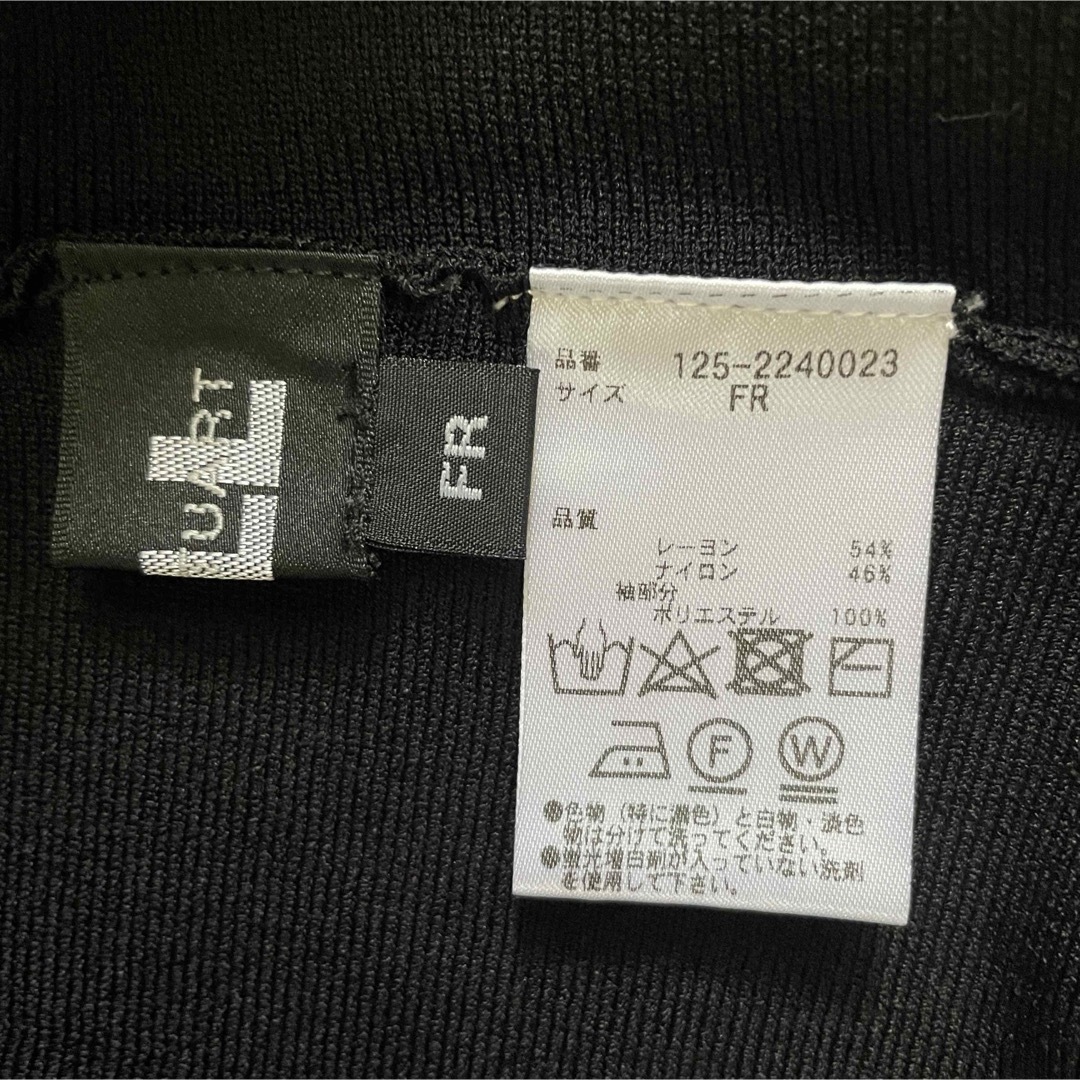 UART
FR
品番 125-2240023
サイズ FR
品質
レーヨン 54%
ナイロン 46%
袖部分
ポリエステル 100%
F W
●色物（特に濃色）と白物・淡色
物は分けて洗ってください。
●蛍光増白剤が入っていない洗剤
を使用して下さい。